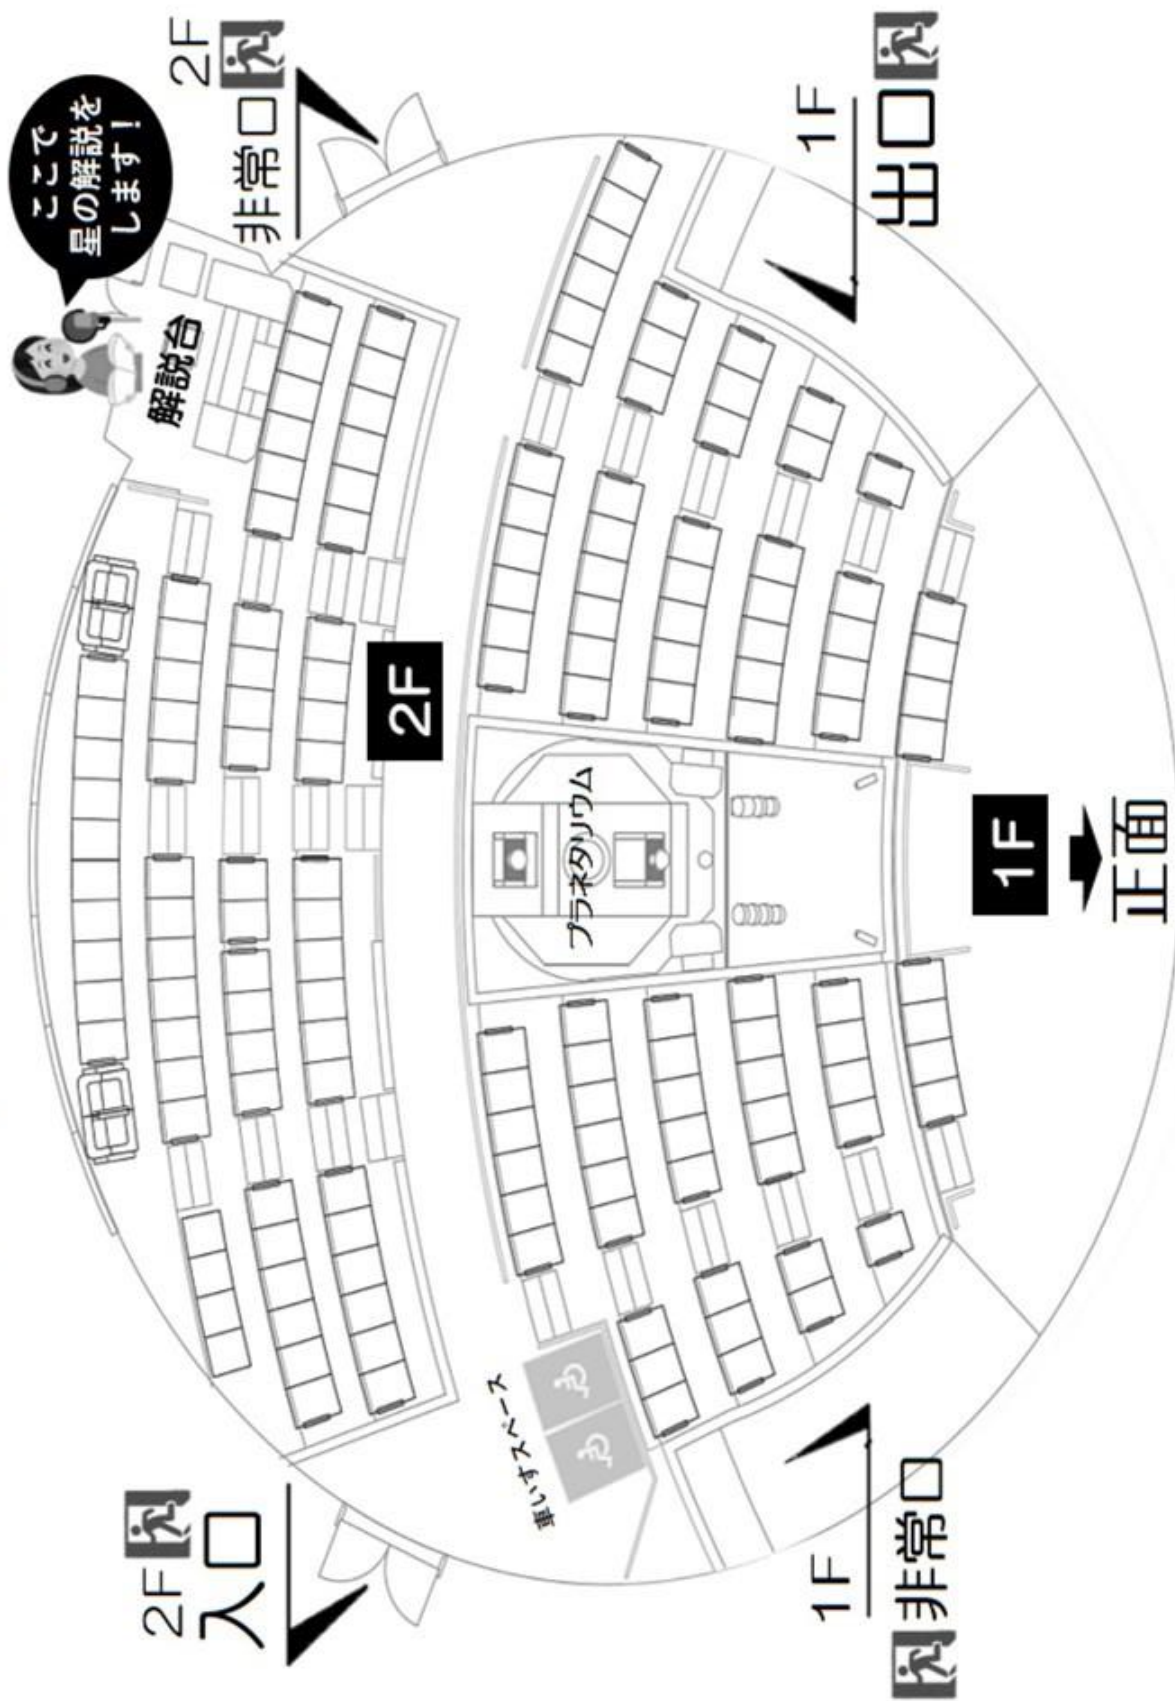 ここで
星の解説を
します！
解説台
2F
非常口
1F
出口
2F
プラネタリウム
1F
正面
車いすスペース
2F
入口
1F
非常口